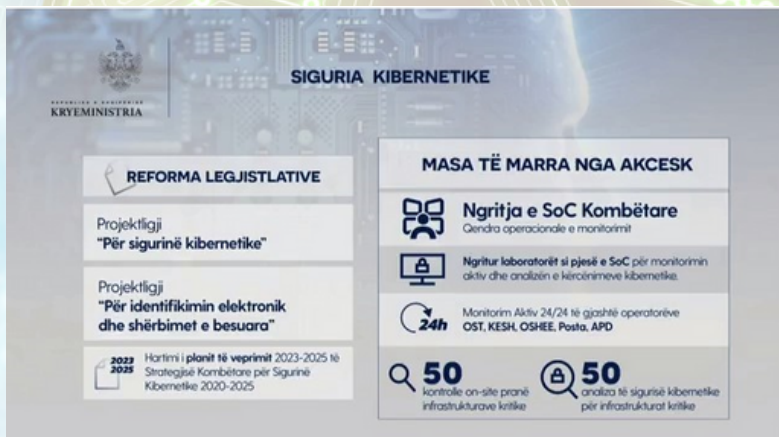 SIGURIA KIBERNETIKE
REPUBLIKA E SHQIPËRISË
KRYEMINISTRIA
REFORMA LEGJISTLATIVE
Projektligji
"Për sigurinë kibernetike"
Projektligji
"Për identifikimin elektronik
dhe shërbimet e besuara"
2023
2025
Hartimi i planit të veprimit 2023-2025 të
Strategjisë Kombëtare për Sigurinë
Kibernetike 2020-2025
MASA TË MARRA NGA AKCESK
Ngritja e SoC Kombëtare
Qendra operacionale e monitorimit
Ngritur laboratorët si pjesë e SoC për monitorimin
aktiv dhe analizën e kërcënimeve kibernetike.
24h
Monitorim Aktiv 24/24 të gjashtë operatorëve
OST, KESH, OSHEE, Posta, APD
50
kontrolle on-site pranë
infrastrukturave kritike
50
analiza të sigurisë kibernetike
për infrastrukturat kritike